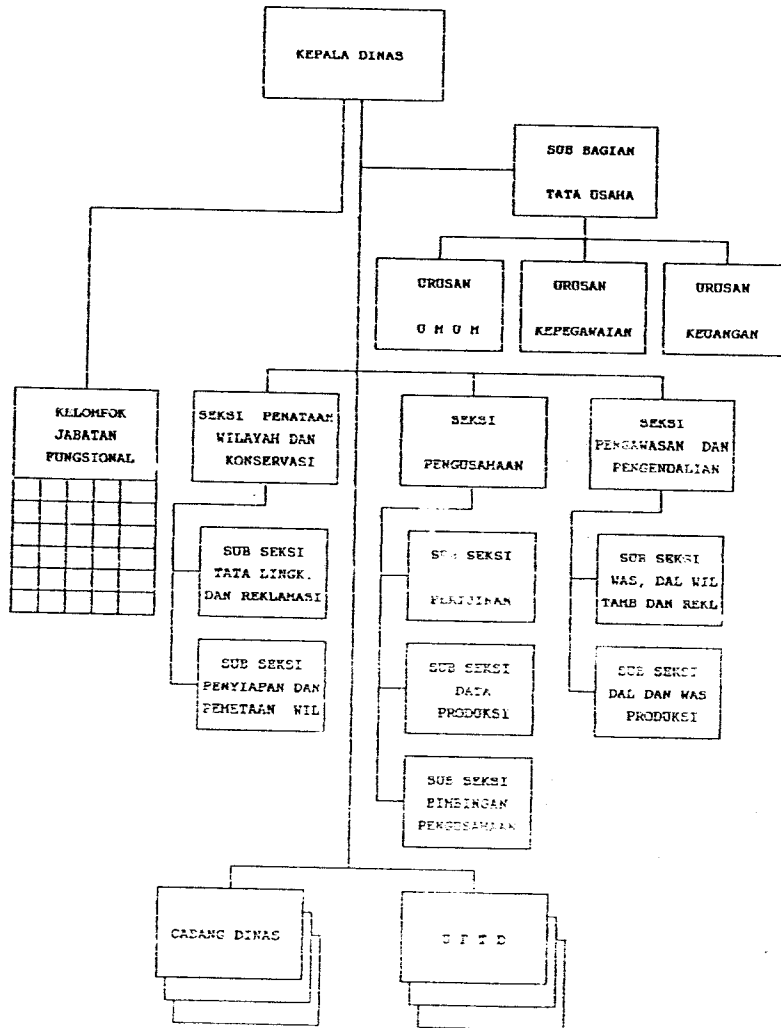 KEPALA DINAS
SUB BAGIAN
TATA USAHA
URUSAN
U M U M
URUSAN
KEPEGAWAIAN
URUSAN
KEUANGAN
KELOMPOK
JABATAN
FUNGSIONAL
SEKSI PENATAAN
WILAYAH DAN
KONSERVASI
SEKSI
PENGUSAHAAN
SEKSI
PENGAWASAN DAN
PENGENDALIAN
SUB SEKSI
TATA LINGK.
DAN REKLAMASI
SUB SEKSI
PENYIAPAN DAN
PEMETAAN WIL
SUB SEKSI
PERIJINAN
SUB SEKSI
DATA
PRODUKSI
SUB SEKSI
BIMBINGAN
PENGUSAHAAN
SUB SEKSI
WAS, DAL WIL
TAMB DAN REKL
SUB SEKSI
DAL DAN WAS
PRODUKSI
CABANG DINAS
U P T D